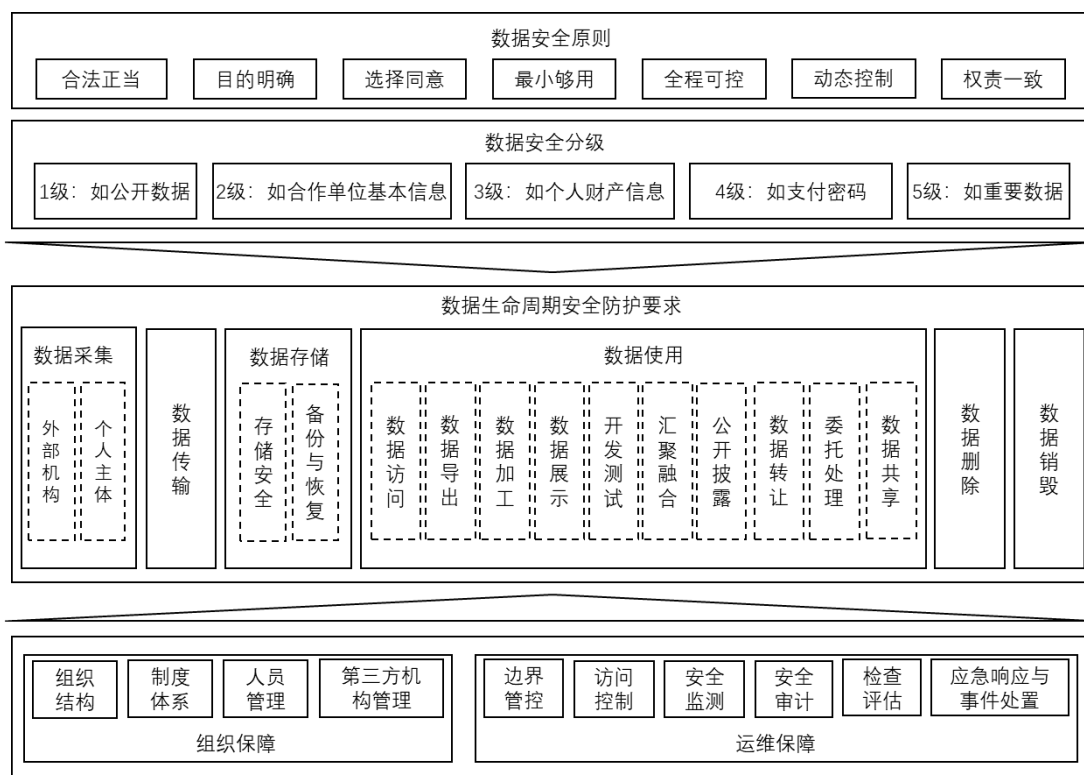 数据安全原则
合法正当
目的明确
选择同意
最小够用
全程可控
动态控制
权责一致
数据安全分级
1级：如公开数据
2级：如合作单位基本信息
3级：如个人财产信息
4级：如支付密码
5级：如重要数据
数据生命周期安全防护要求
数据采集
外部机构
个人主体
数据传输
数据存储
存储安全
备份与恢复
数据使用
数据访问
数据导出
数据加工
数据展示
开发测试
汇聚融合
公开披露
数据转让
委托处理
数据共享
数据删除
数据销毁
组织
结构
制度
体系
人员
管理
第三方机
构管理
组织保障
边界
管控
访问
控制
安全
监测
安全
审计
检查
评估
应急响应与
事件处置
运维保障